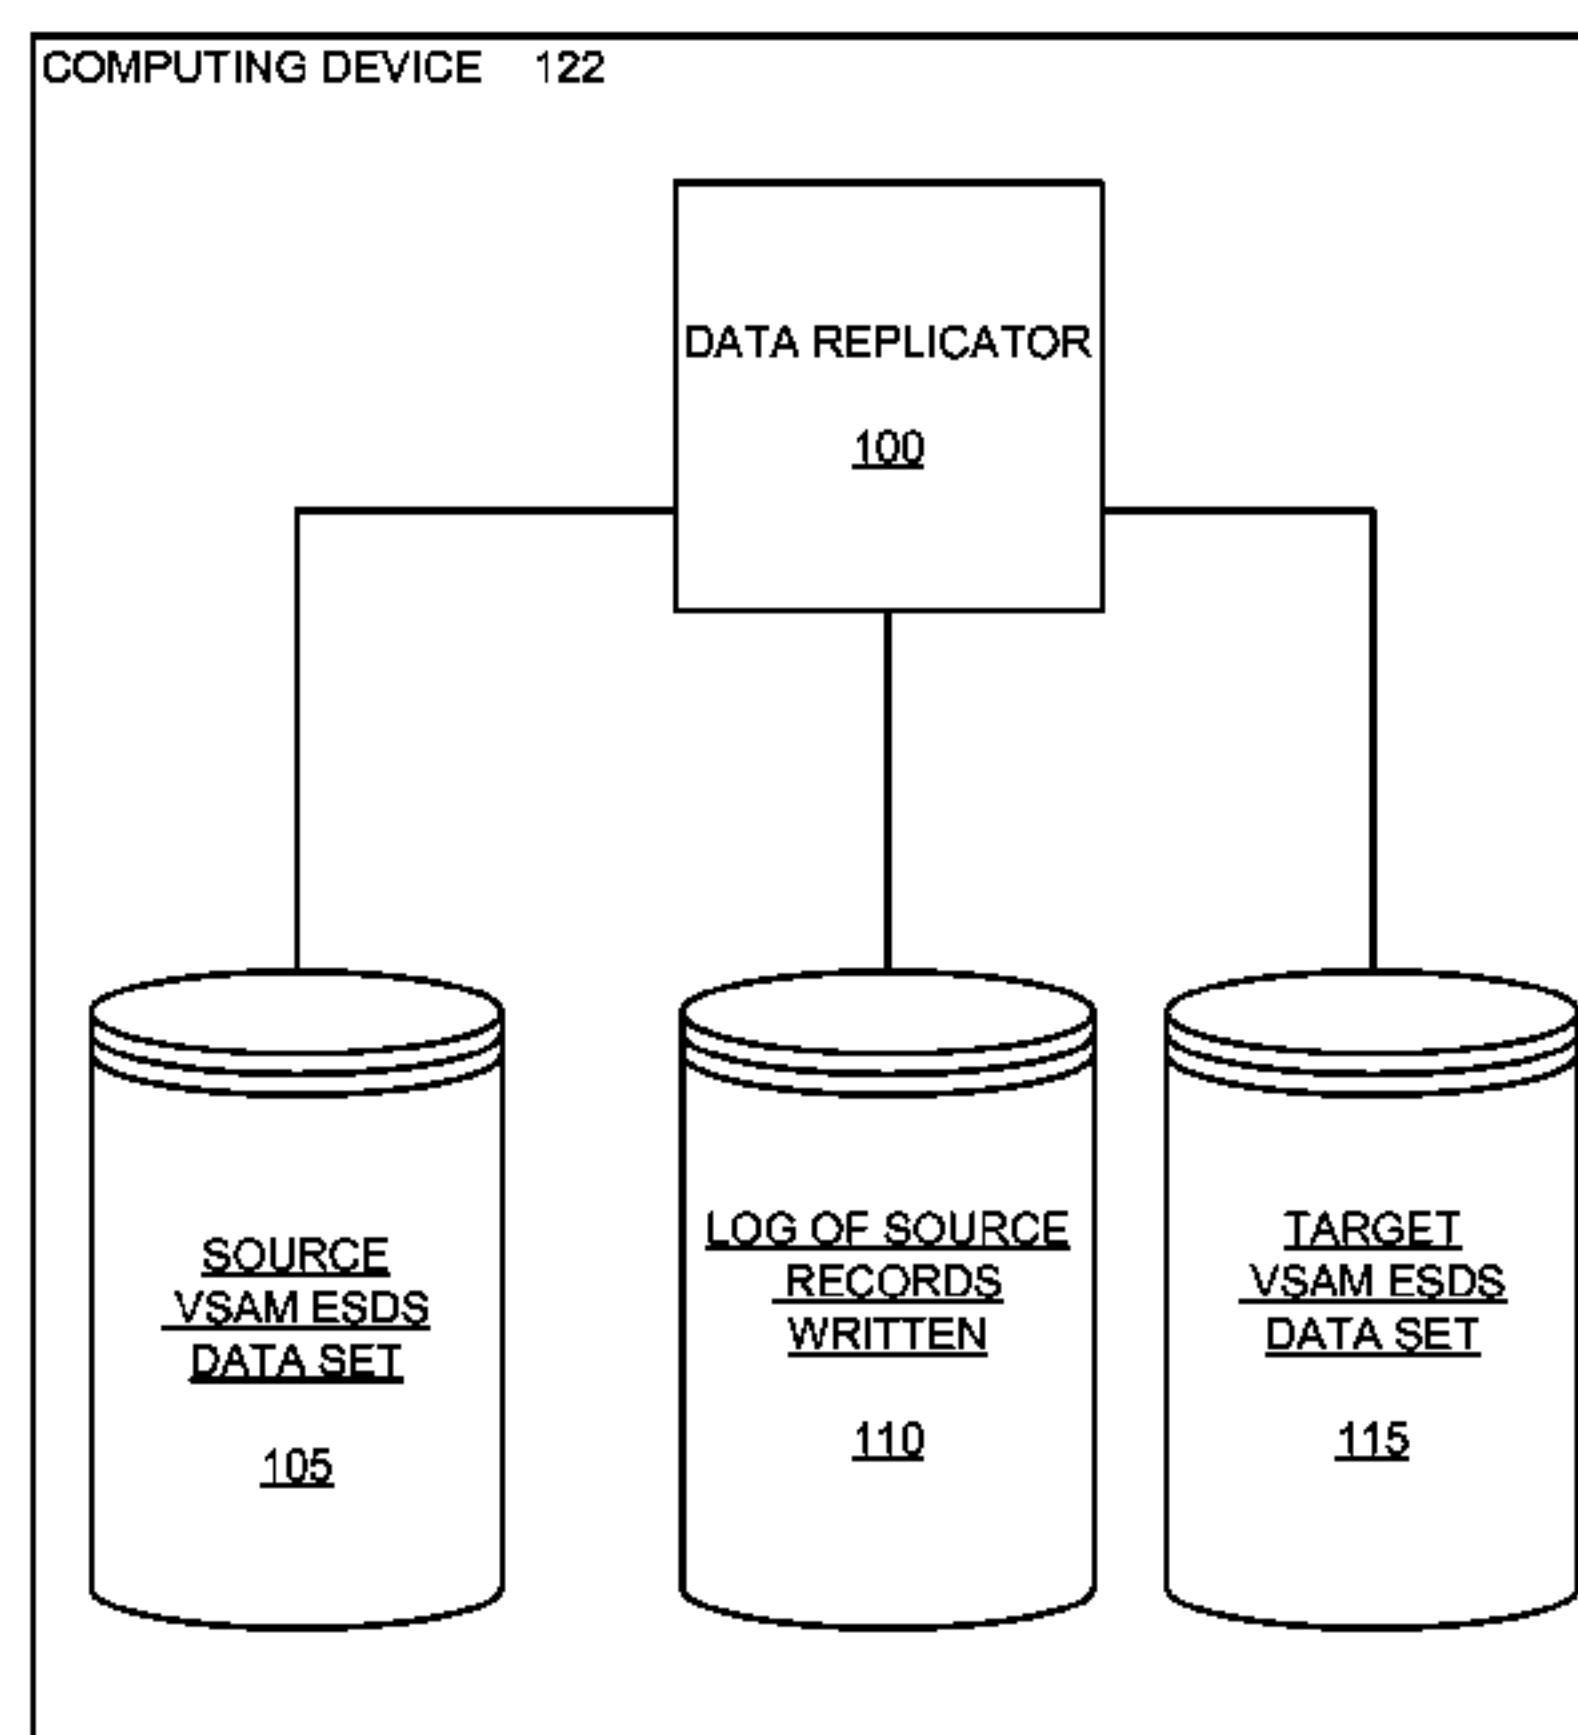 COMPUTING DEVICE 122
DATA REPLICATOR
100
SOURCE
VSAM ESDS
DATA SET
105
LOG OF SOURCE
RECORDS
WRITTEN
110
TARGET
VSAM ESDS
DATA SET
115